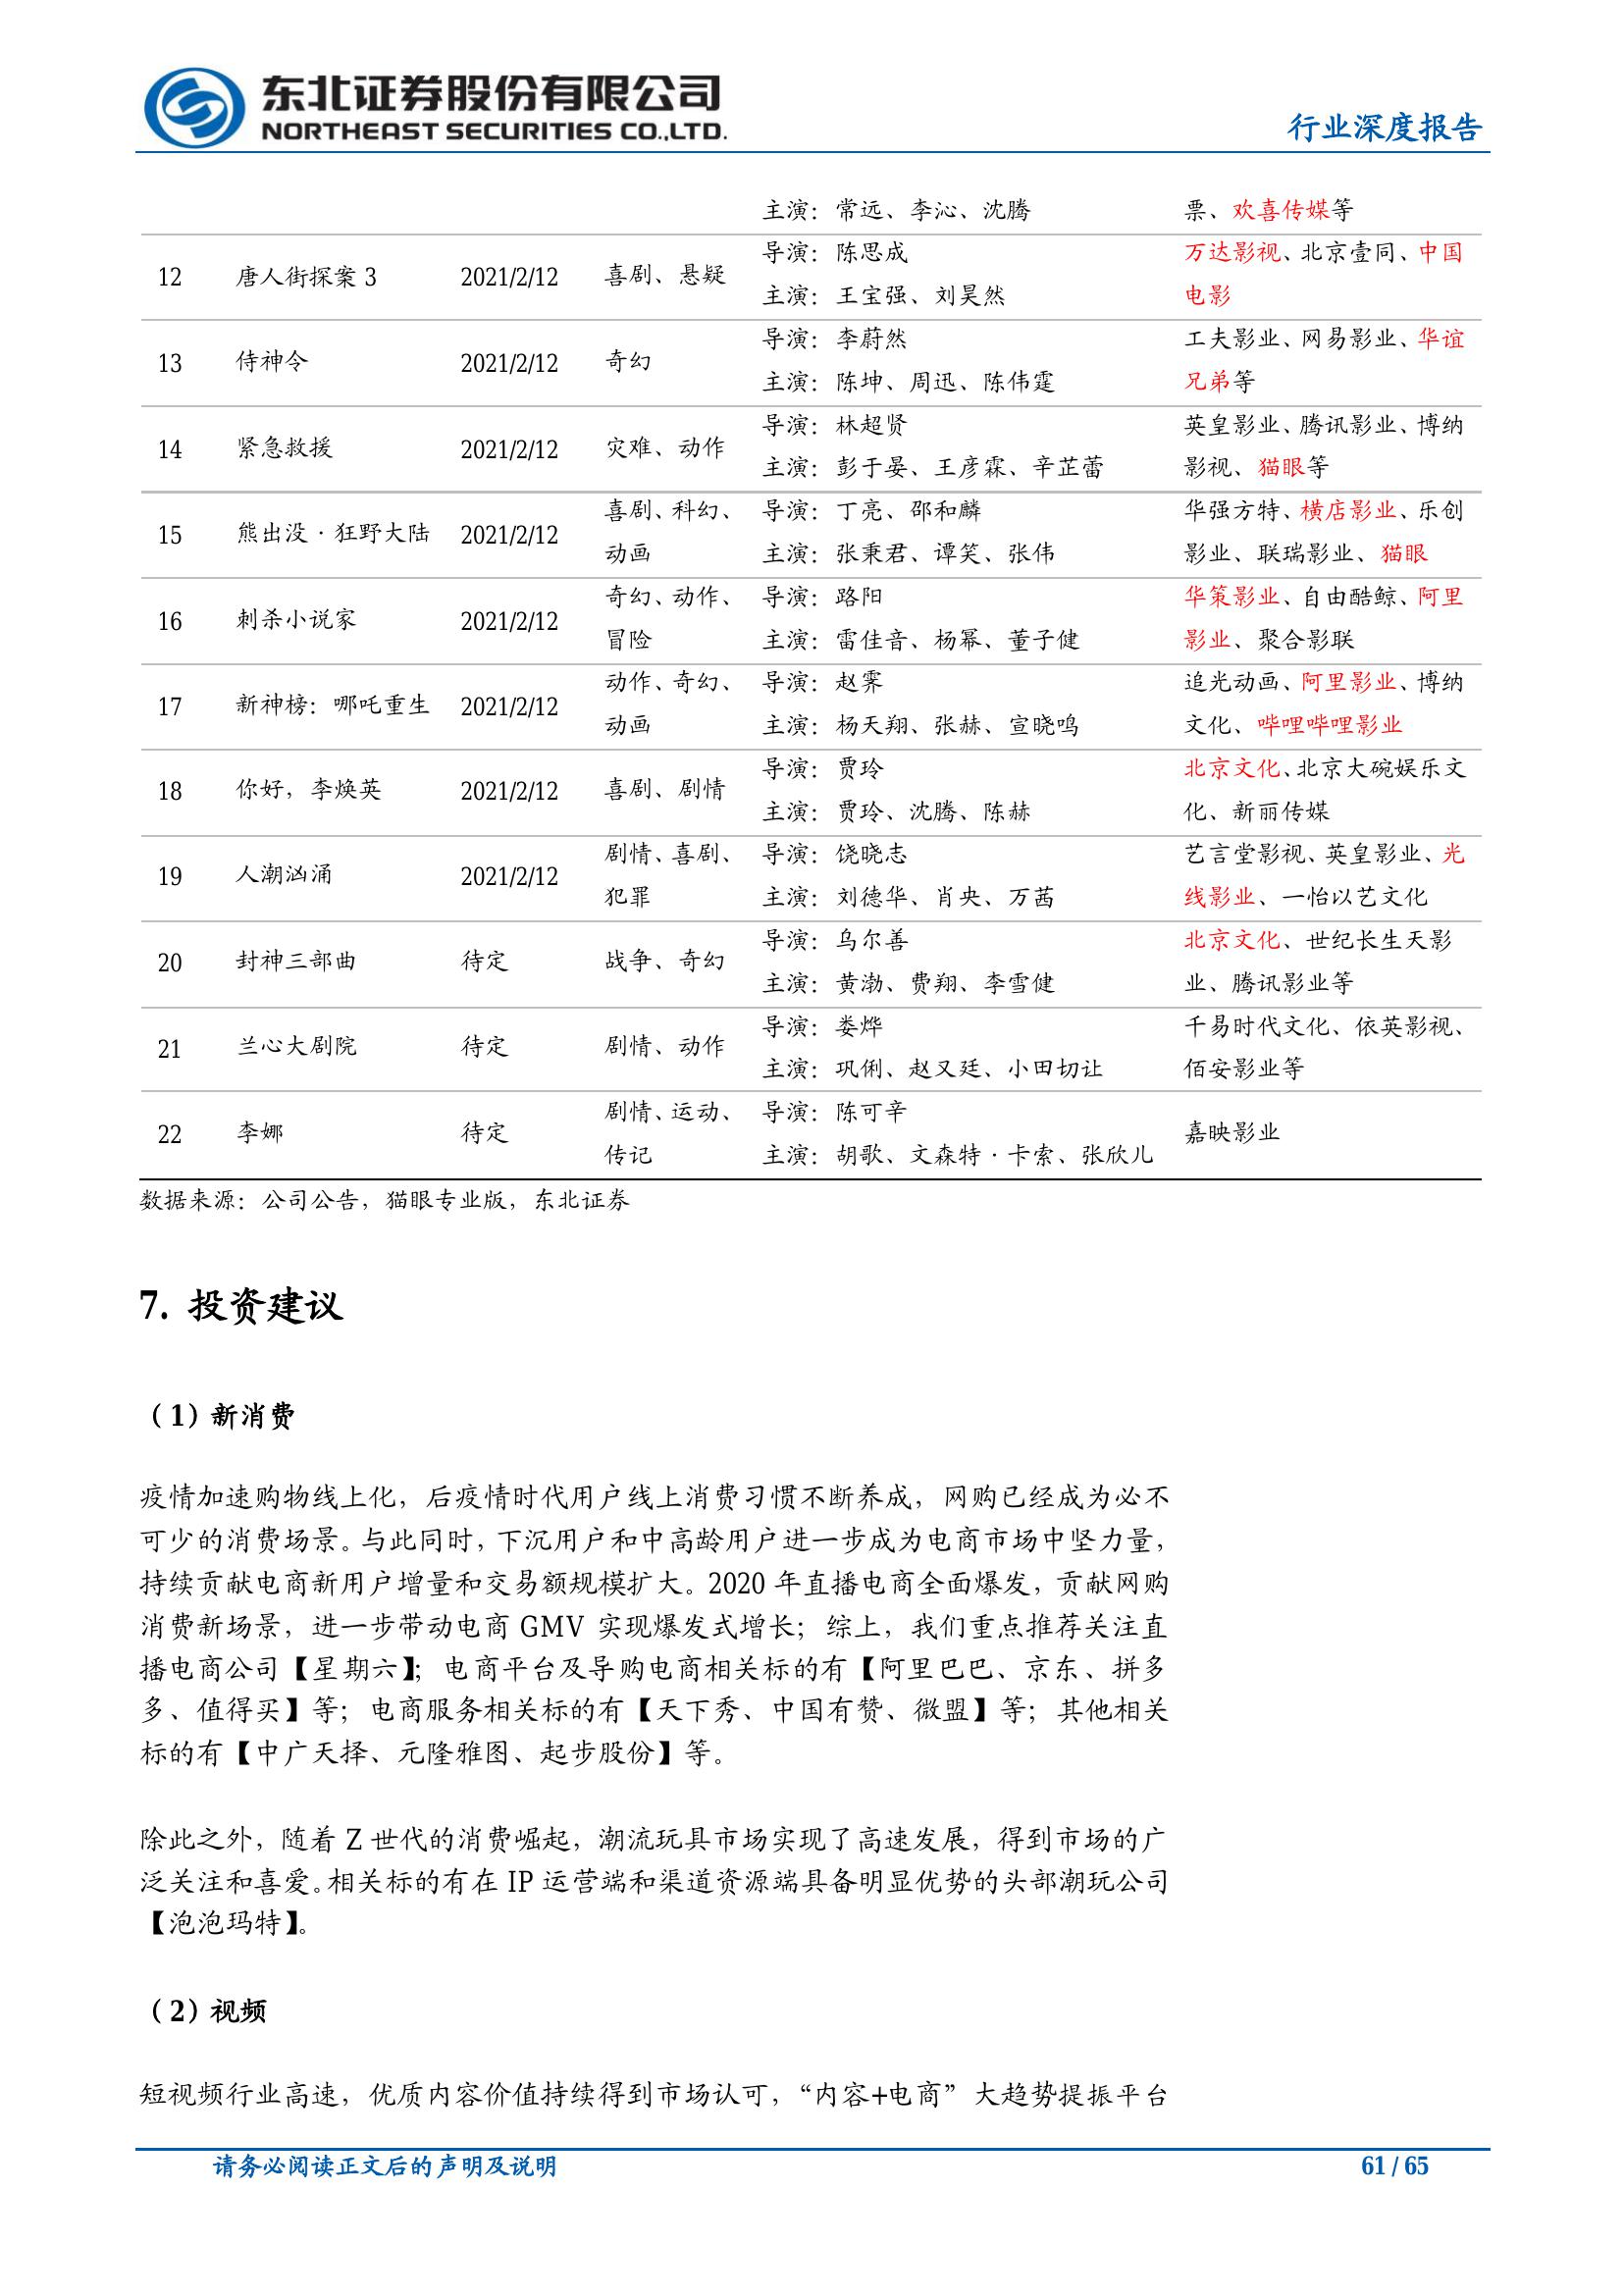 东北证券股份有限公司
NORTHEAST SECURITIES CO.,LTD.
行业深度报告
主演：常远、李沁、沈腾 票、欢喜传媒等
12 唐人街探案 3 2021/2/12 喜剧、悬疑 导演：陈思成 万达影视、北京壹同、中国
主演：王宝强、刘昊然 电影
13 侍神令 2021/2/12 奇幻 导演：李蔚然 工夫影业、网易影业、华谊
主演：陈坤、周迅、陈伟霆 兄弟等
14 紧急救援 2021/2/12 灾难、动作 导演：林超贤 英皇影业、腾讯影业、博纳
主演：彭于晏、王彦霖、辛芷蕾 影视、猫眼等
15 熊出没·狂野大陆 2021/2/12 喜剧、科幻、 导演：丁亮、邵和麟 华强方特、横店影业、乐创
动画 主演：张秉君、谭笑、张伟 影业、联瑞影业、猫眼
16 刺杀小说家 2021/2/12 奇幻、动作、 导演：路阳 华策影业、自由酷鲸、阿里
冒险 主演：雷佳音、杨幂、董子健 影业、聚合影联
17 新神榜：哪吒重生 2021/2/12 动作、奇幻、 导演：赵霁 追光动画、阿里影业、博纳
动画 主演：杨天翔、张赫、宣晓鸣 文化、哔哩哔哩影业
18 你好，李焕英 2021/2/12 喜剧、剧情 导演：贾玲 北京文化、北京大碗娱乐文
主演：贾玲、沈腾、陈赫 化、新丽传媒
19 人潮汹涌 2021/2/12 剧情、喜剧、 导演：饶晓志 艺言堂影视、英皇影业、光
犯罪 主演：刘德华、肖央、万茜 线影业、一怡以艺文化
20 封神三部曲 待定 战争、奇幻 导演：乌尔善 北京文化、世纪长生天影
主演：黄渤、费翔、李雪健 业、腾讯影业等
21 兰心大剧院 待定 剧情、动作 导演：娄烨 千易时代文化、依英影视、
主演：巩俐、赵又廷、小田切让 佰安影业等
22 李娜 待定 剧情、运动、 导演：陈可辛 嘉映影业
传记 主演：胡歌、文森特·卡索、张欣儿
数据来源：公司公告，猫眼专业版，东北证券
7. 投资建议
（1）新消费
疫情加速购物线上化，后疫情时代用户线上消费习惯不断养成，网购已经成为必不
可少的消费场景。与此同时，下沉用户和中高龄用户进一步成为电商市场中坚力量，
持续贡献电商新用户增量和交易额规模扩大。2020 年直播电商全面爆发，贡献网购
消费新场景，进一步带动电商 GMV 实现爆发式增长；综上，我们重点推荐关注直
播电商公司【星期六】；电商平台及导购电商相关标的有【阿里巴巴、京东、拼多
多、值得买】等；电商服务相关标的有【天下秀、中国有赞、微盟】等；其他相关
标的有【中广天择、元隆雅图、起步股份】等。
除此之外，随着 Z 世代的消费崛起，潮流玩具市场实现了高速发展，得到市场的广
泛关注和喜爱。相关标的有在 IP 运营端和渠道资源端具备明显优势的头部潮玩公司
【泡泡玛特】。
（2）视频
短视频行业高速，优质内容价值持续得到市场认可，“内容+电商”大趋势提振平台
请务必阅读正文后的声明及说明 61 / 65